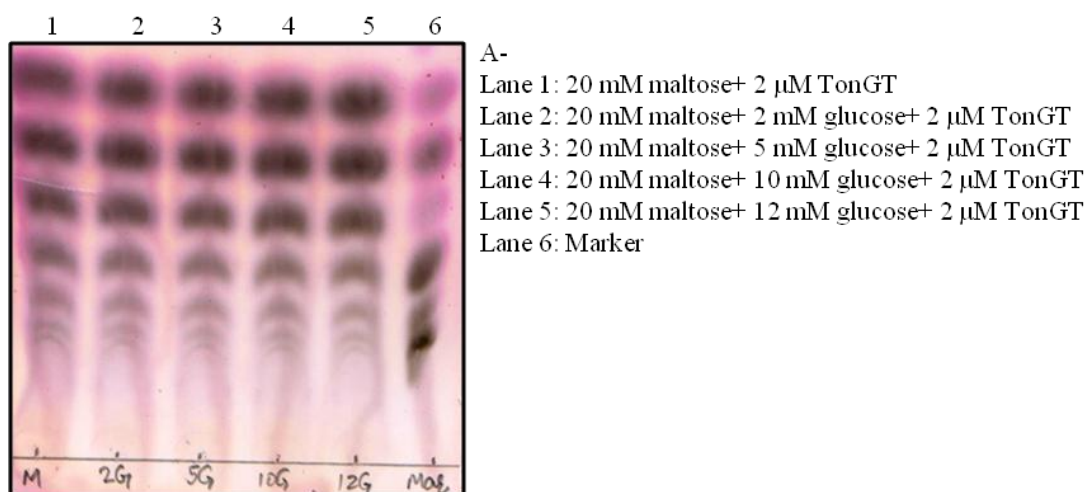 1 2 3 4 5 6
A-
Lane 1: 20 mM maltose+ 2 µM TonGT
Lane 2: 20 mM maltose+ 2 mM glucose+ 2 µM TonGT
Lane 3: 20 mM maltose+ 5 mM glucose+ 2 µM TonGT
Lane 4: 20 mM maltose+ 10 mM glucose+ 2 µM TonGT
Lane 5: 20 mM maltose+ 12 mM glucose+ 2 µM TonGT
Lane 6: Marker
M 2G 5G 10G 12G